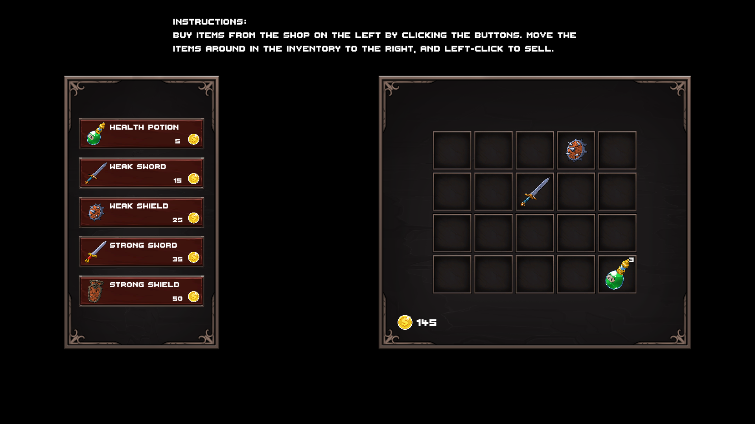 INSTRUCTIONS:
BUY ITEMS FROM THE SHOP ON THE LEFT BY CLICKING THE BUTTONS. MOVE THE
ITEMS AROUND IN THE INVENTORY TO THE RIGHT, AND LEFT-CLICK TO SELL.
HEALTH POTION
5
WEAK SWORD
15
WEAK SHIELD
25
STRONG SWORD
35
STRONG SHIELD
50
3
145